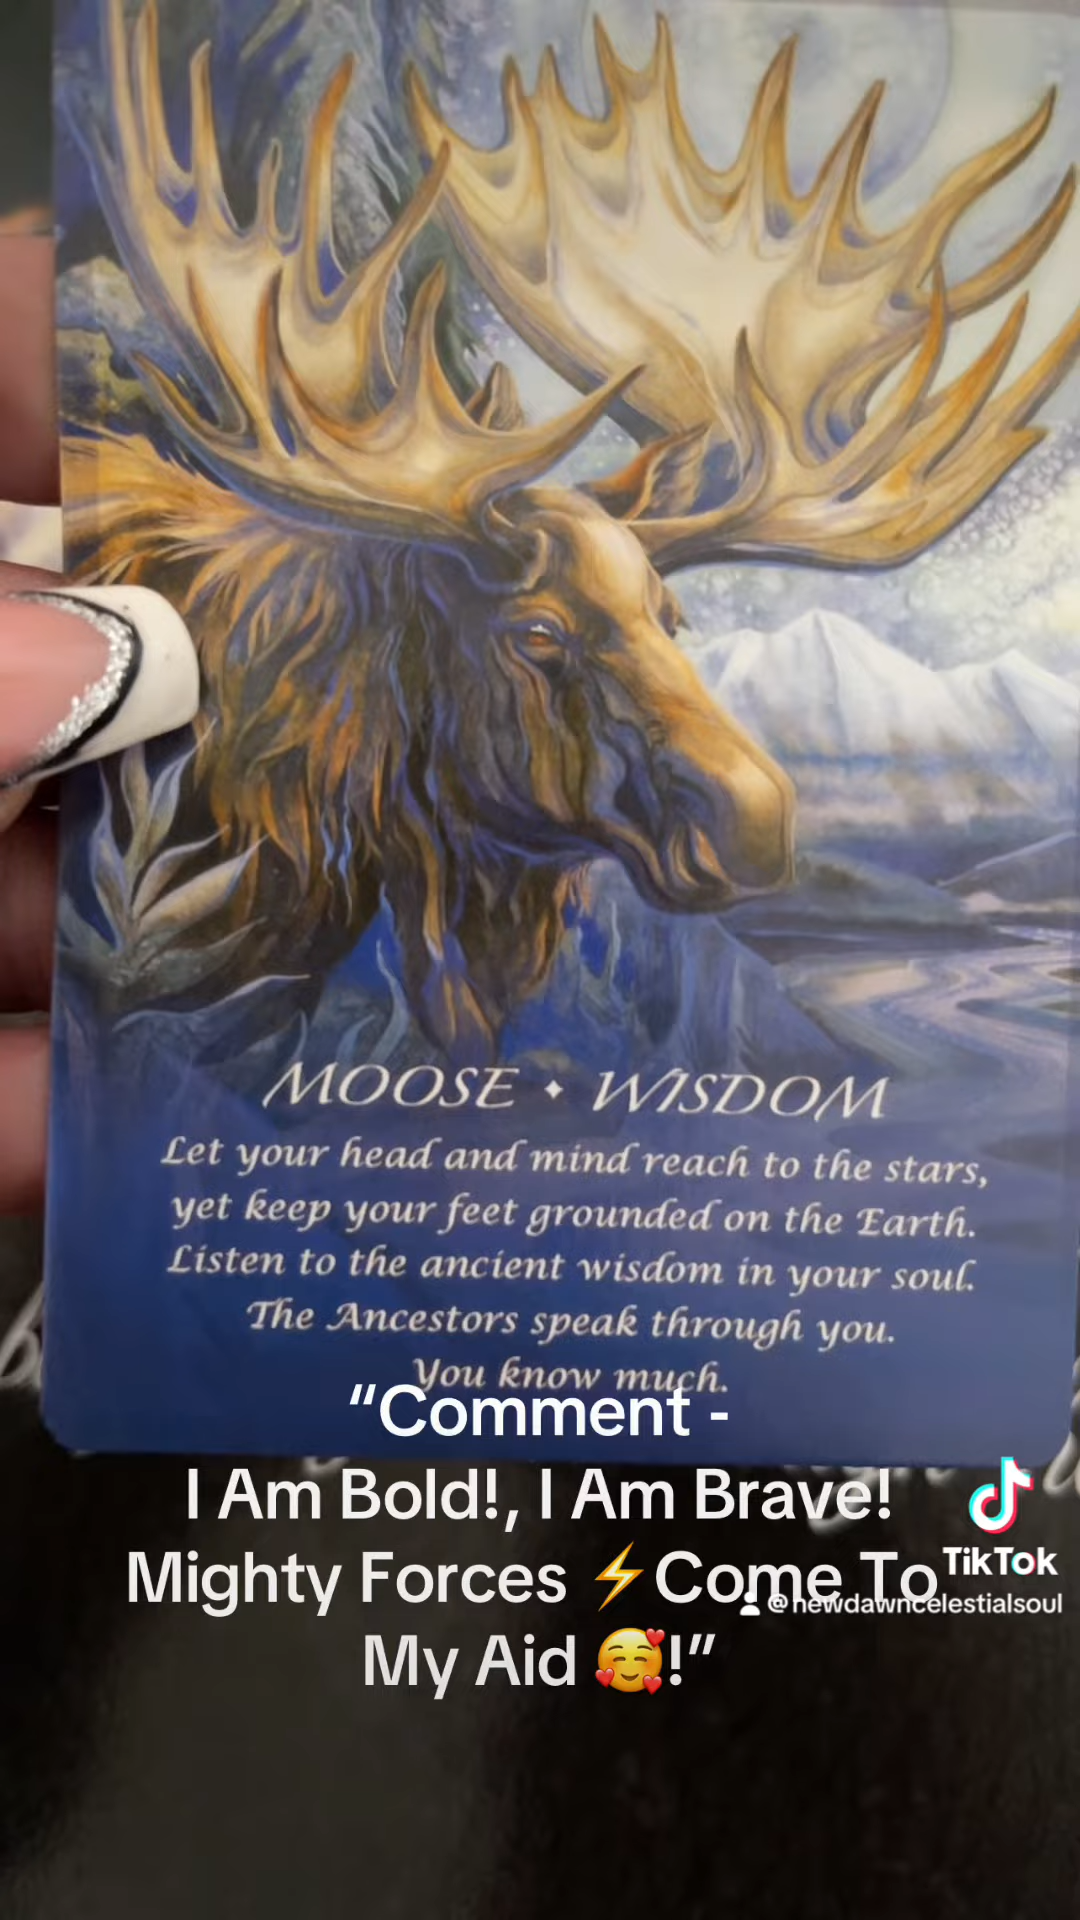 MOOSE ✦ WISDOM
Let your head and mind reach to the stars,
yet keep your feet grounded on the Earth.
Listen to the ancient wisdom in your soul.
The Ancestors speak through you.
You know much.
“Comment -
I Am Bold!, I Am Brave!
Mighty Forces ⚡Come To
My Aid 🥰!”
TikTok
@newdawncelestialsoul